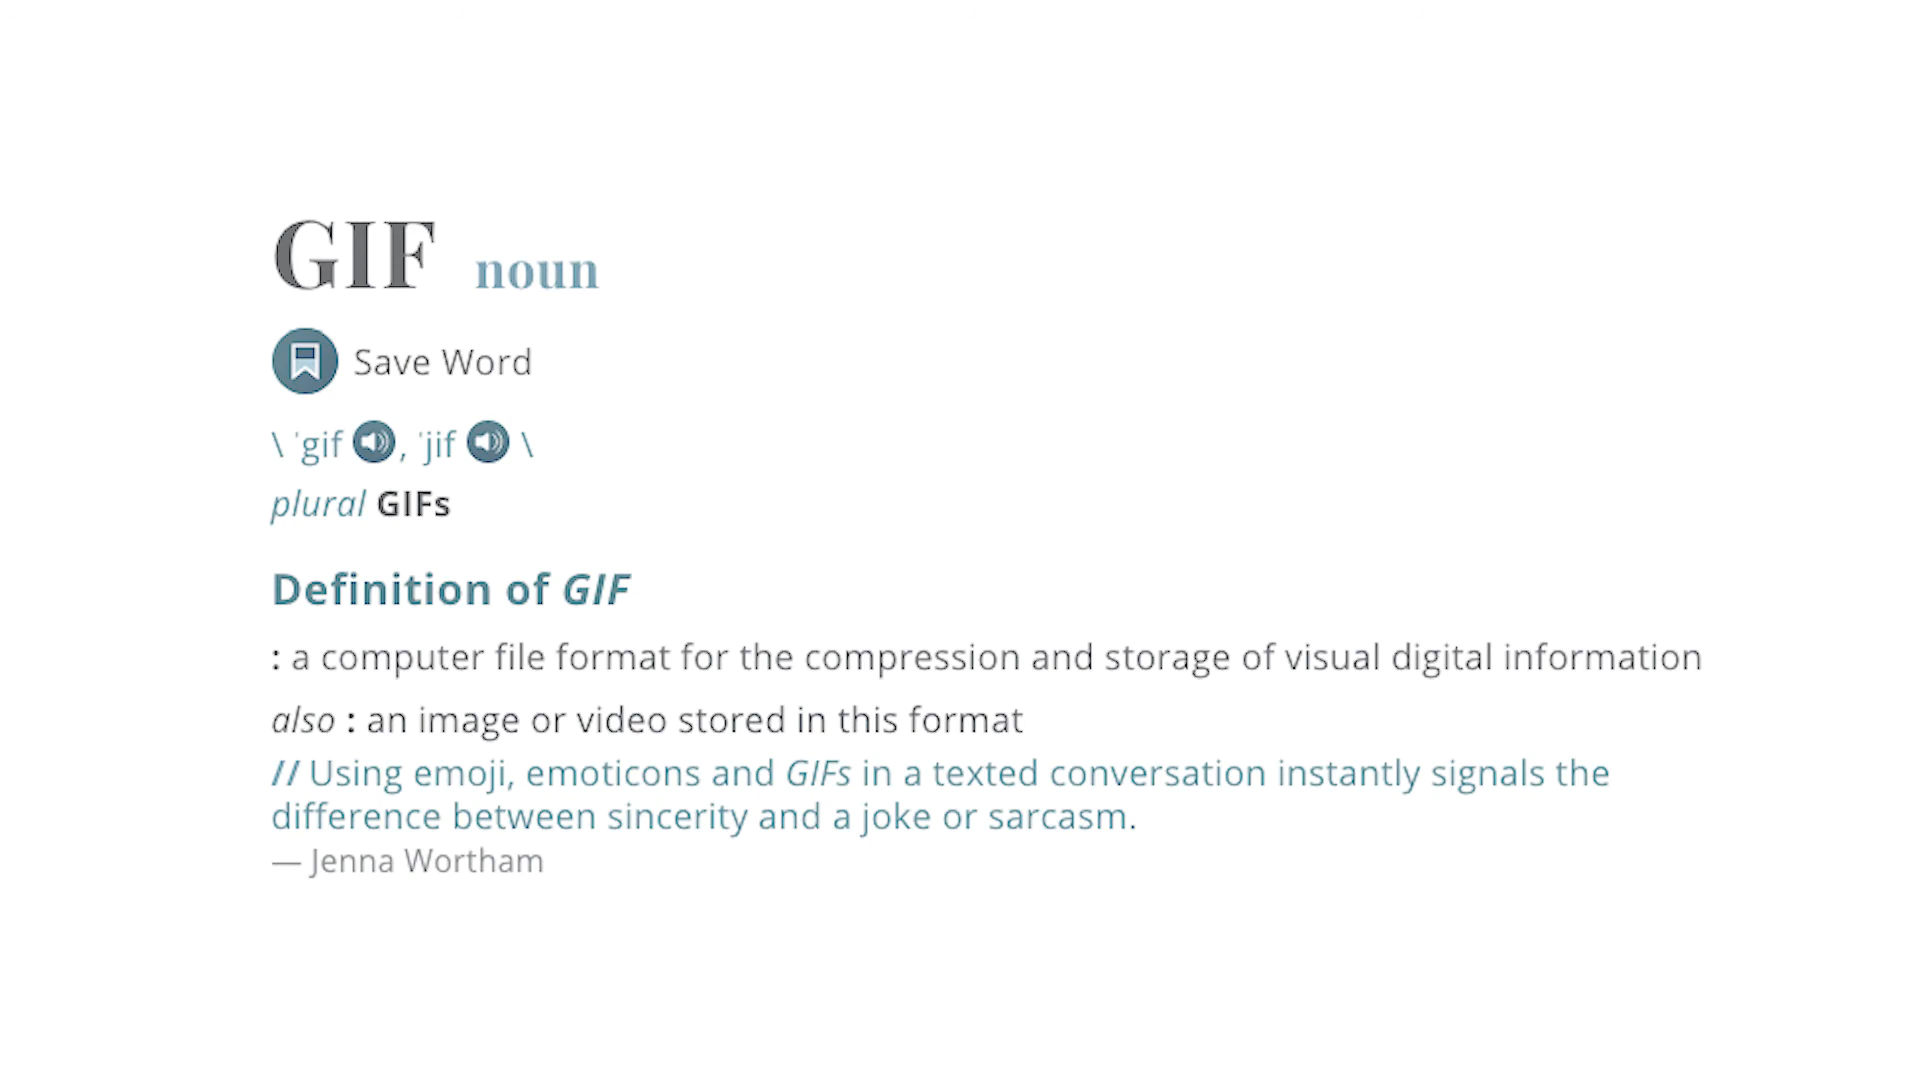 GIF noun
Save Word
\ ˈgif , ˈjif \
plural GIFs
Definition of GIF
: a computer file format for the compression and storage of visual digital information
also : an image or video stored in this format
// Using emoji, emoticons and GIFs in a texted conversation instantly signals the
difference between sincerity and a joke or sarcasm.
— Jenna Wortham